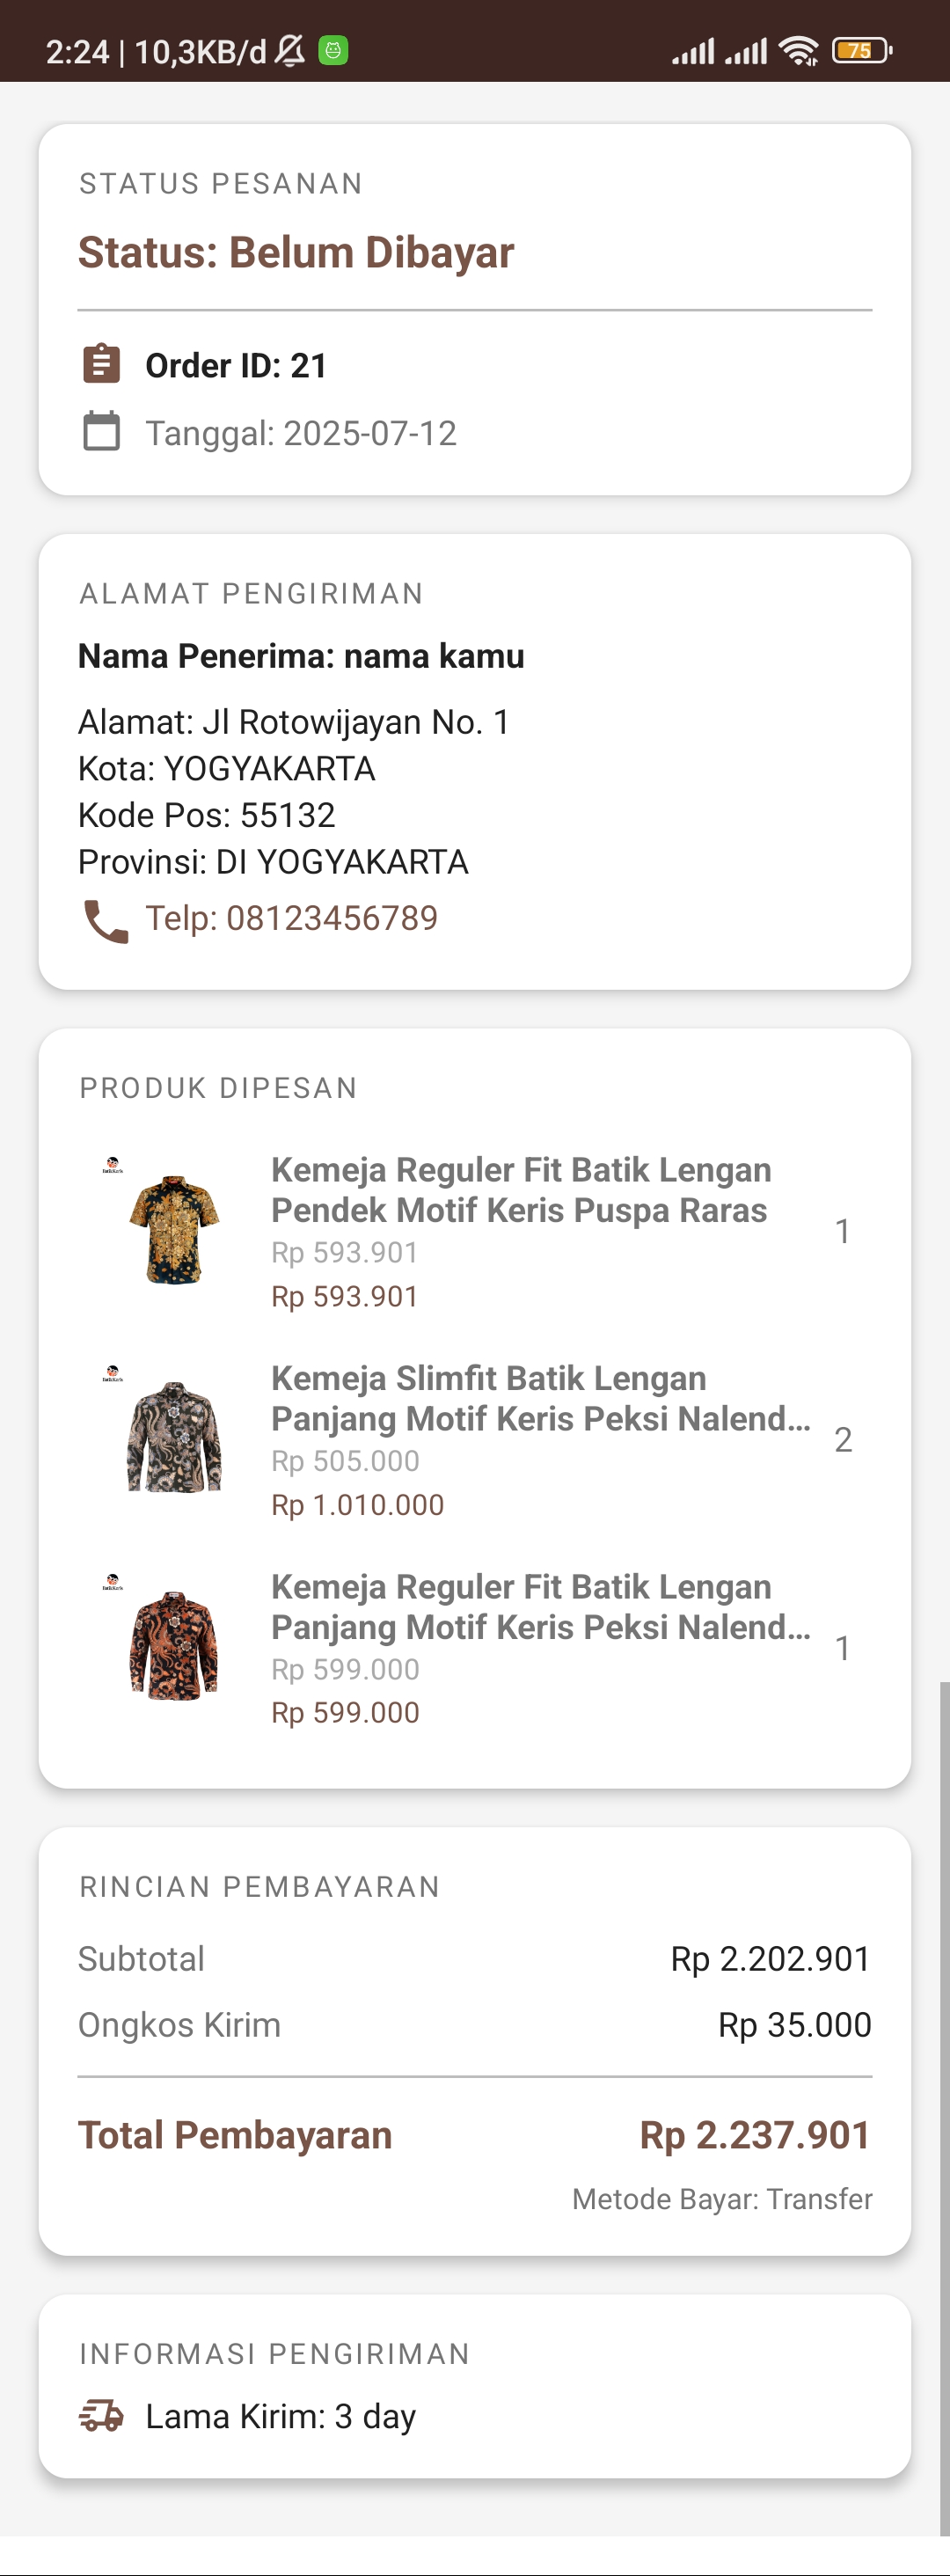 2:24 | 10,3KB/d
75
STATUS PESANAN
Status: Belum Dibayar
Order ID: 21
Tanggal: 2025-07-12
ALAMAT PENGIRIMAN
Nama Penerima: nama kamu
Alamat: Jl Rotowijayan No. 1
Kota: YOGYAKARTA
Kode Pos: 55132
Provinsi: DI YOGYAKARTA
Telp: 08123456789
PRODUK DIPESAN
Kemeja Reguler Fit Batik Lengan
Pendek Motif Keris Puspa Raras
1
Rp 593.901
Rp 593.901
Kemeja Slimfit Batik Lengan
Panjang Motif Keris Peksi Nalend...
2
Rp 505.000
Rp 1.010.000
Kemeja Reguler Fit Batik Lengan
Panjang Motif Keris Peksi Nalend...
1
Rp 599.000
Rp 599.000
RINCIAN PEMBAYARAN
Subtotal Rp 2.202.901
Ongkos Kirim Rp 35.000
Total Pembayaran Rp 2.237.901
Metode Bayar: Transfer
INFORMASI PENGIRIMAN
Lama Kirim: 3 day